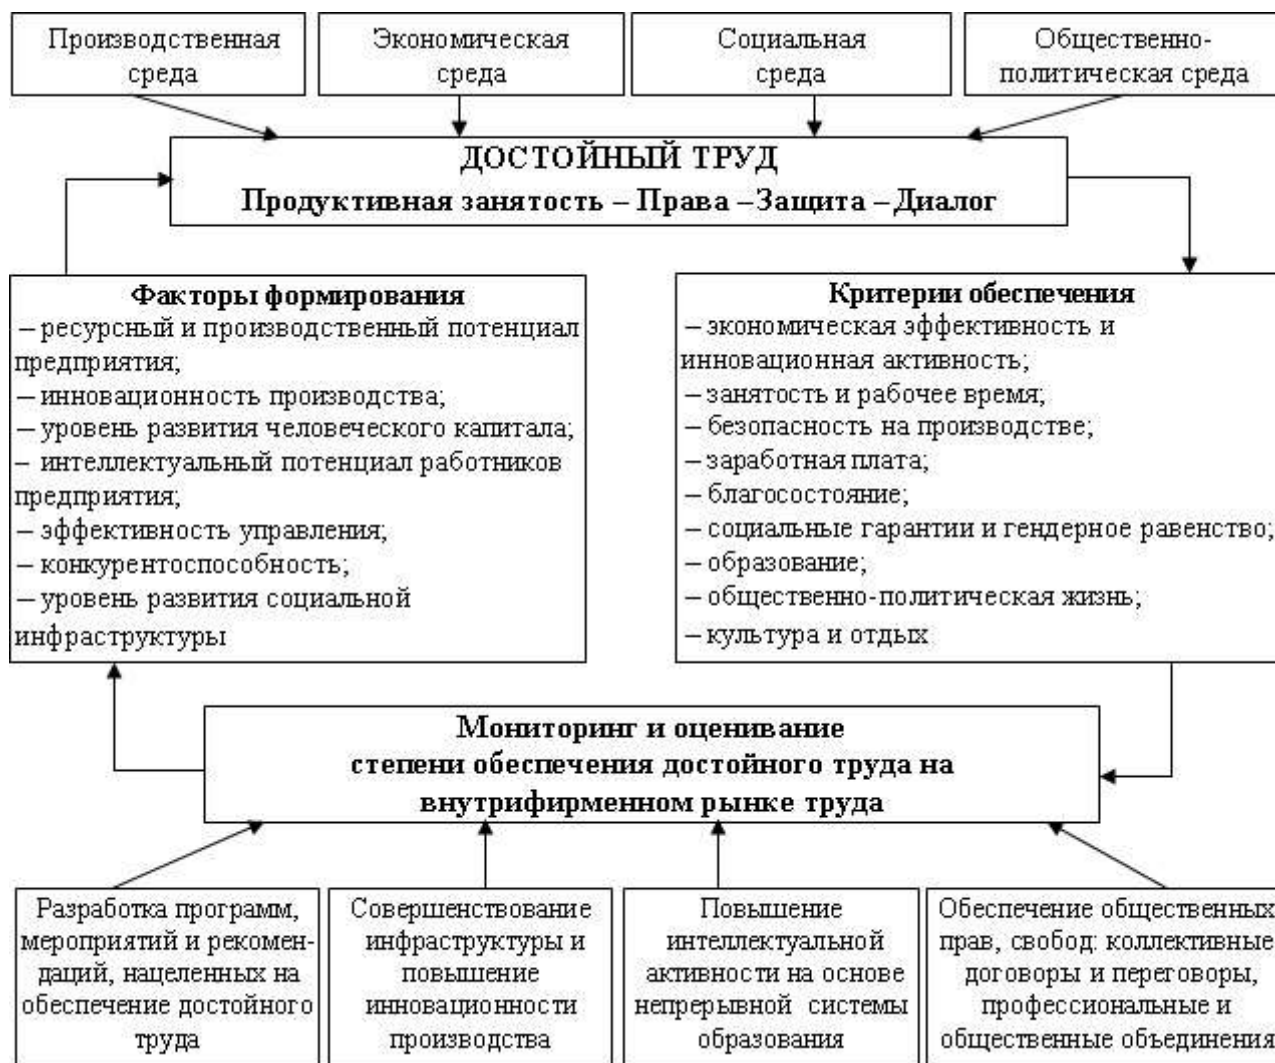 Производственная
среда
Экономическая
среда
Социальная
среда
Общественно-
политическая среда
ДОСТОЙНЫЙ ТРУД
Продуктивная занятость – Права –Защита –Диалог
Факторы формирования
– ресурсный и производственный потенциал
предприятия;
– инновационность производства;
– уровень развития человеческого капитала;
– интеллектуальный потенциал работников
предприятия;
– эффективность управления;
– конкурентоспособность;
– уровень развития социальной
инфраструктуры
Критерии обеспечения
– экономическая эффективность и
инновационная активность;
– занятость и рабочее время;
– безопасность на производстве;
– заработная плата;
– благосостояние;
– социальные гарантии и гендерное равенство;
– образование;
– общественно-политическая жизнь;
– культура и отдых
Мониторинг и оценивание
степени обеспечения достойного труда на
внутрифирменном рынке труда
Разработка программ,
мероприятий и рекомен-
даций, нацеленных на
обеспечение достойного
труда
Совершенствование
инфраструктуры и
повышение
инновационности
производства
Повышение
интеллектуальной
активности на основе
непрерывной системы
образования
Обеспечение общественных
прав, свобод: коллективные
договоры и переговоры,
профессиональные и
общественные объединения